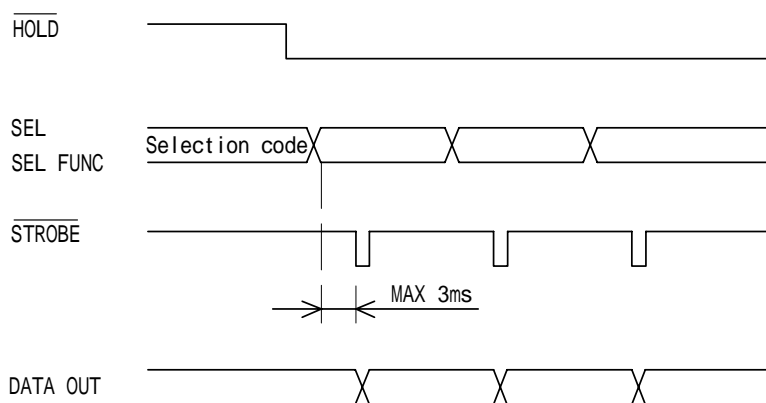 HOLD
SEL
Selection code
SEL FUNC
STROBE
MAX 3ms
DATA OUT